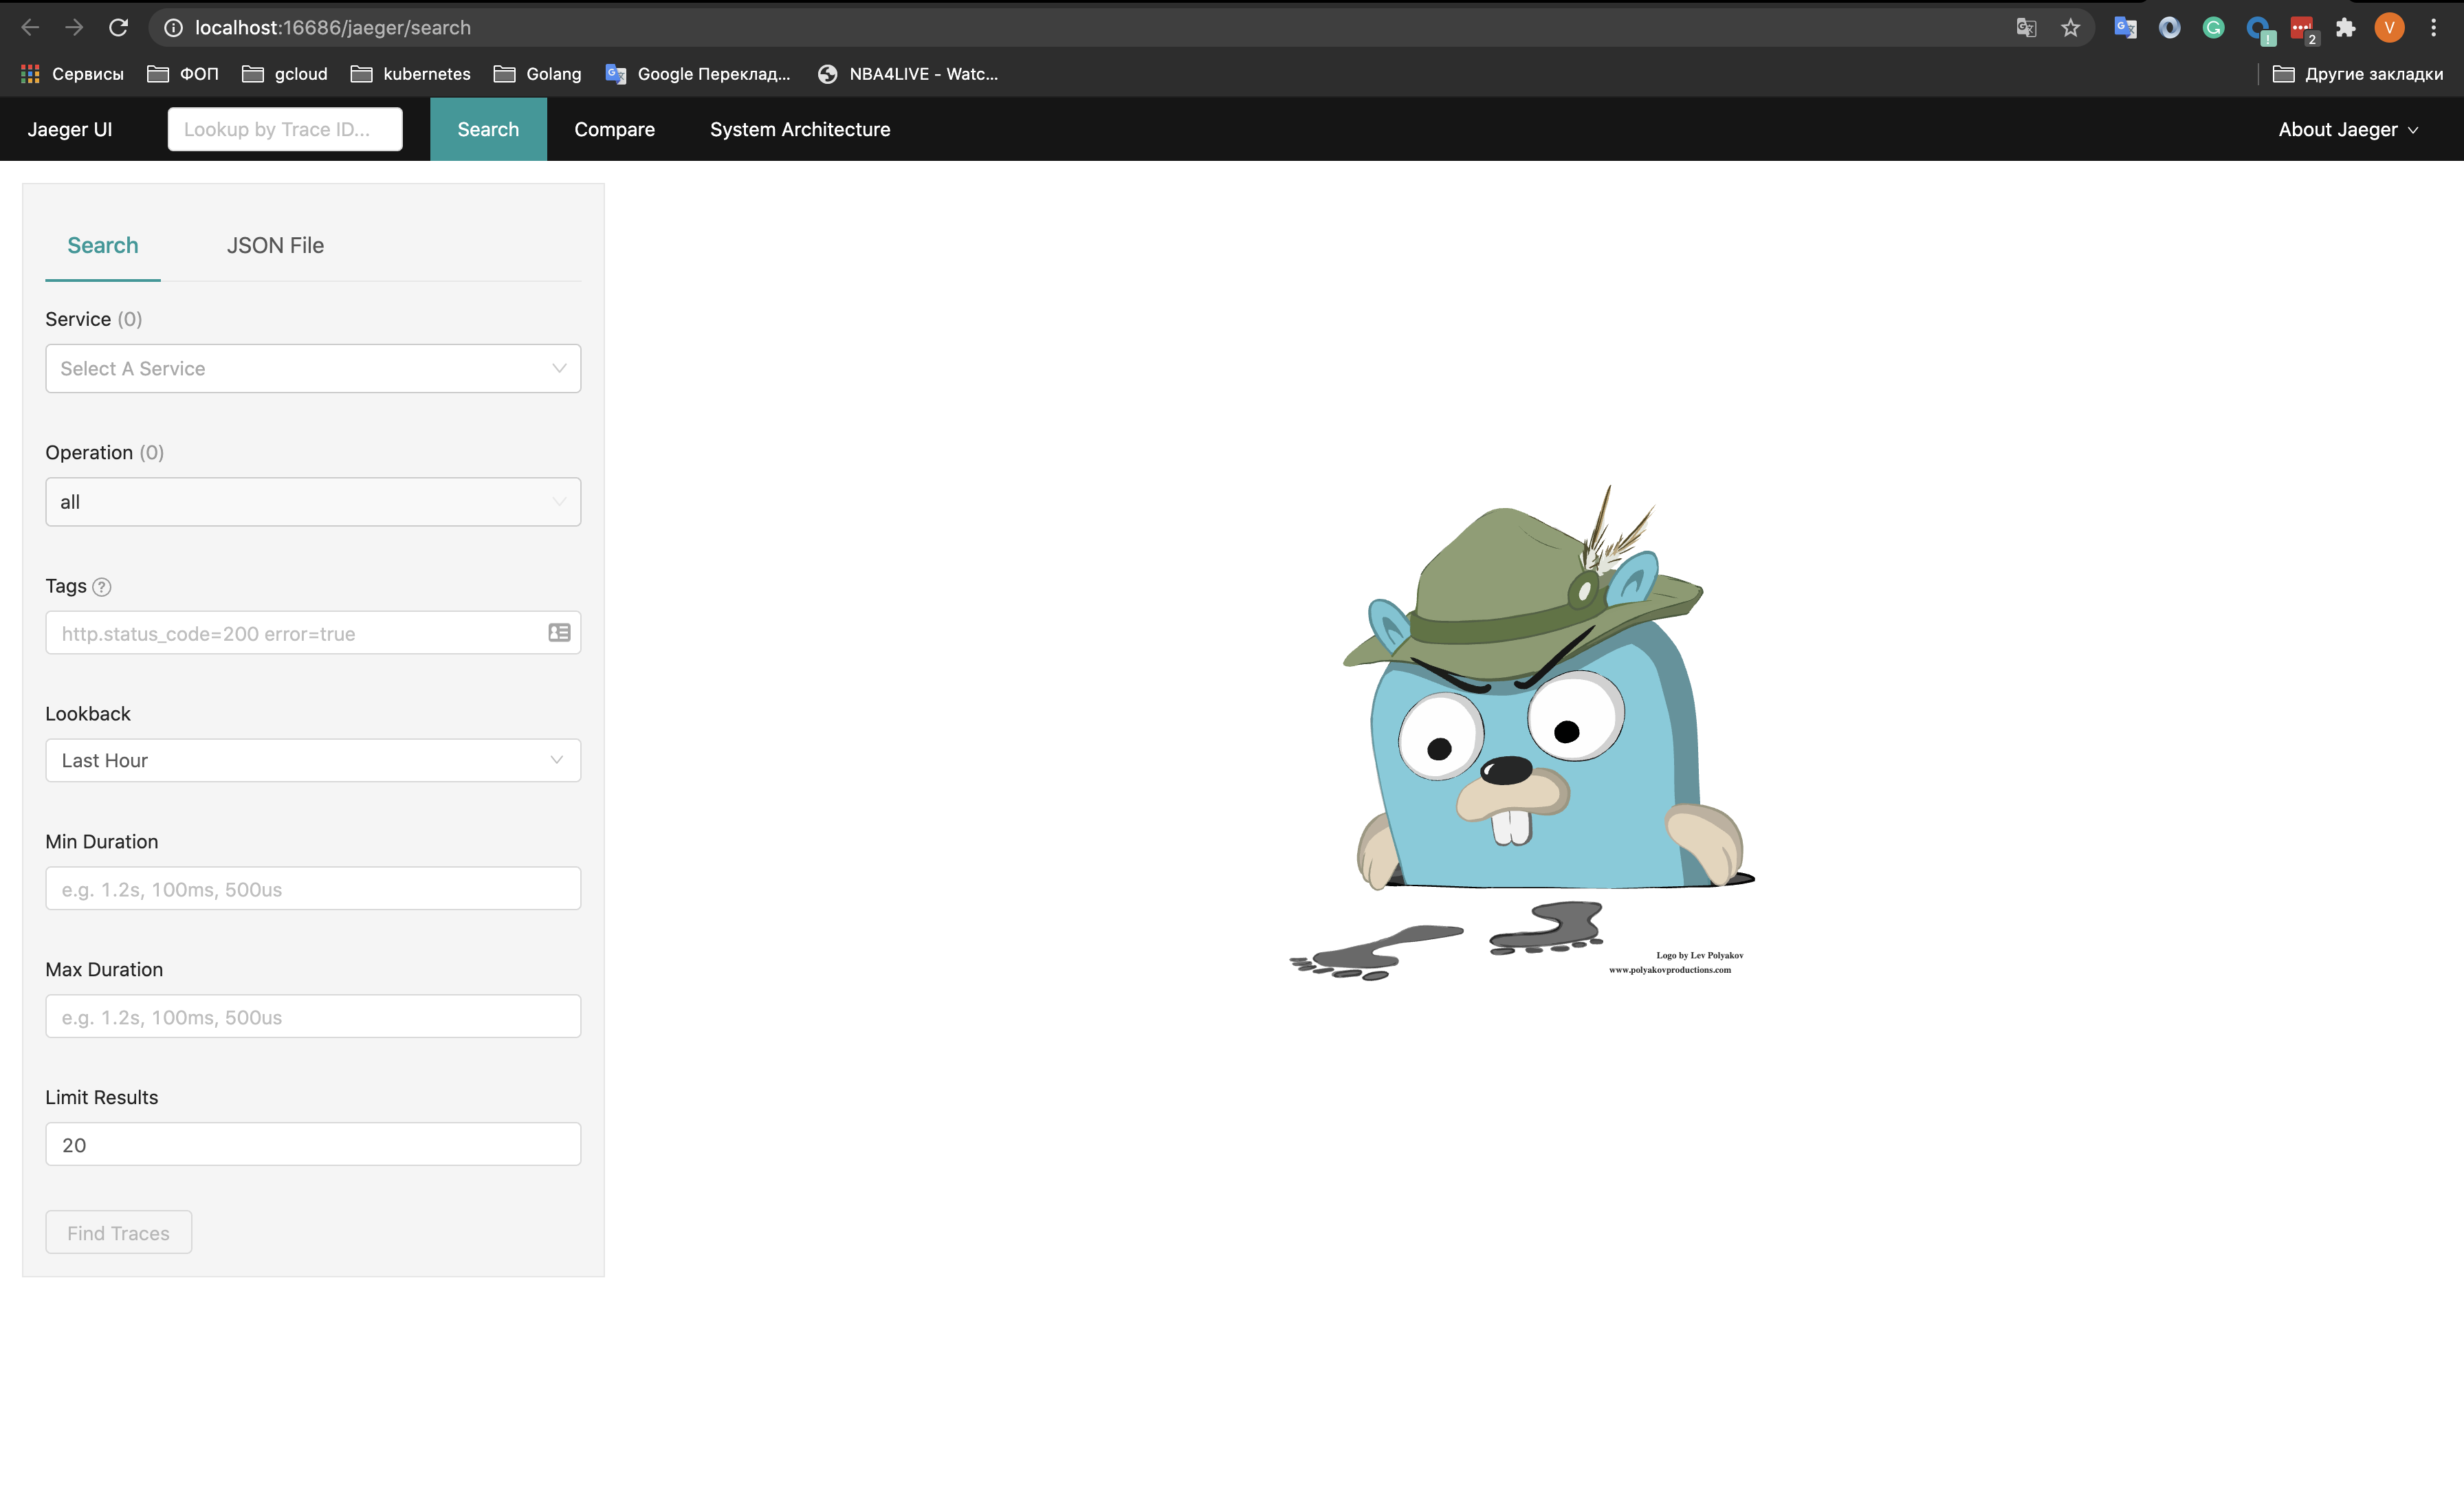 localhost:16686/jaeger/search
2
V
Сервисы ФОП gcloud kubernetes Golang Google Переклад... NBA4LIVE - Watc... Другие закладки
Jaeger UI Lookup by Trace ID... Search Compare System Architecture About Jaeger
Search JSON File
Service (0)
Select A Service
Operation (0)
all
Tags ?
http.status_code=200 error=true
Lookback
Last Hour
Min Duration
e.g. 1.2s, 100ms, 500us
Max Duration
e.g. 1.2s, 100ms, 500us
Limit Results
20
Find Traces
Logo by Lev Polyakov
www.polyakovproductions.com